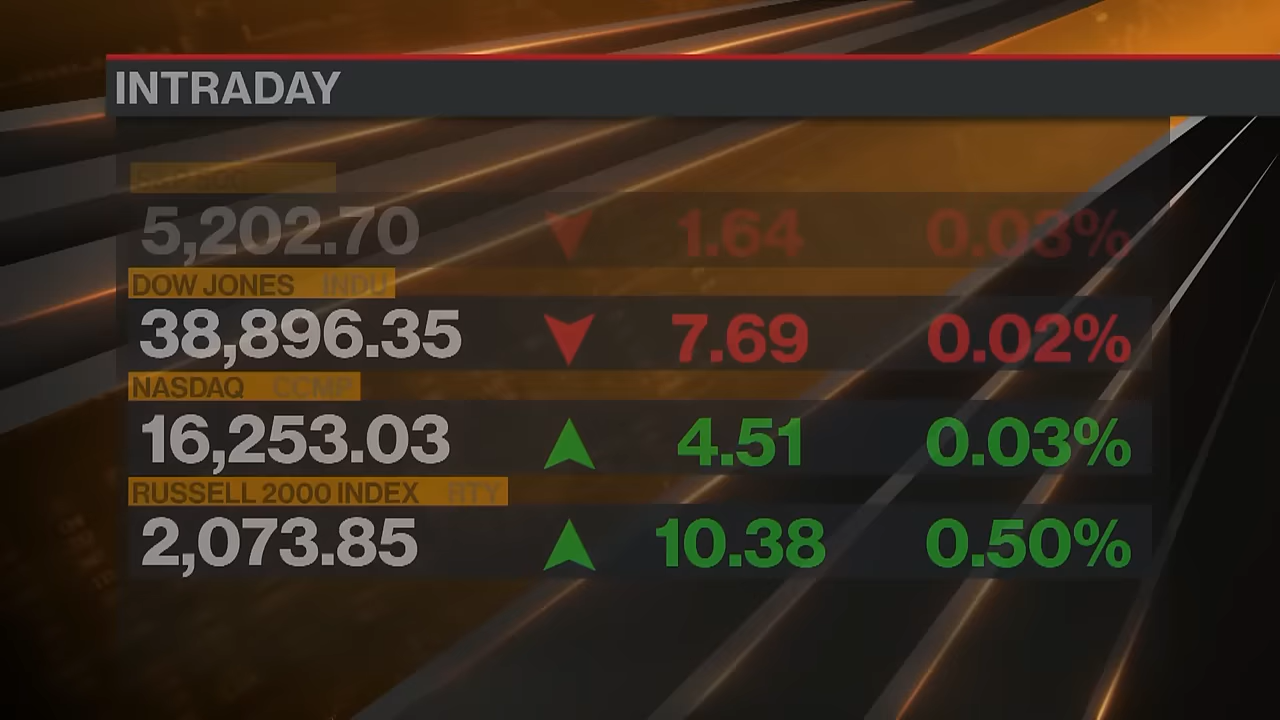 INTRADAY
S&P 500
5,202.70 ▼ 1.64 0.03%
DOW JONES INDU
38,896.35 ▼ 7.69 0.02%
NASDAQ CCMP
16,253.03 ▲ 4.51 0.03%
RUSSELL 2000 INDEX RTY
2,073.85 ▲ 10.38 0.50%